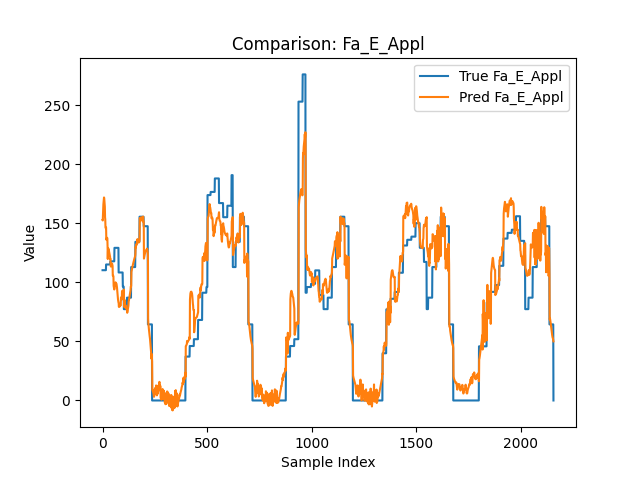 Comparison: Fa_E_Appl
True Fa_E_Appl
Pred Fa_E_Appl
250
200
150
100
50
0
Value
0
500
1000
1500
2000
Sample Index